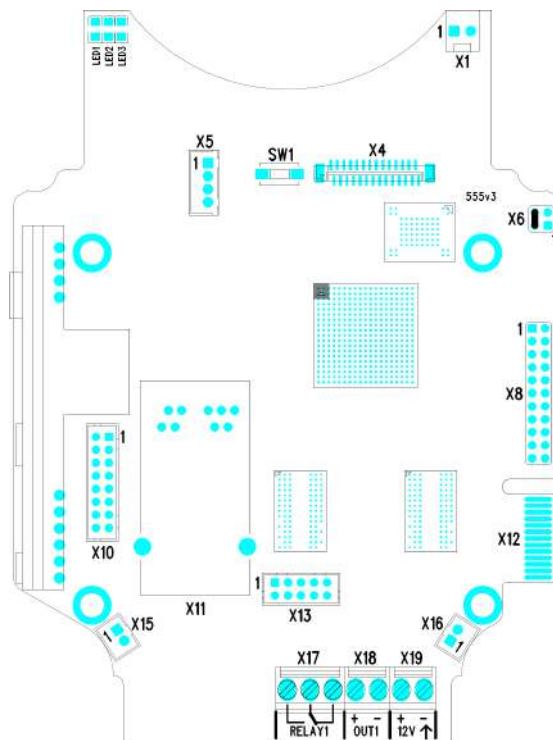 LED1 LED2 LED3
1
X1
X5
1
SW1
X4
555v3
X6
1
1
X8
1
X10
X11
X12
1
X13
1
X15
X16
1
X17 X18 X19
+ - + -
RELAY1 OUT1 12V